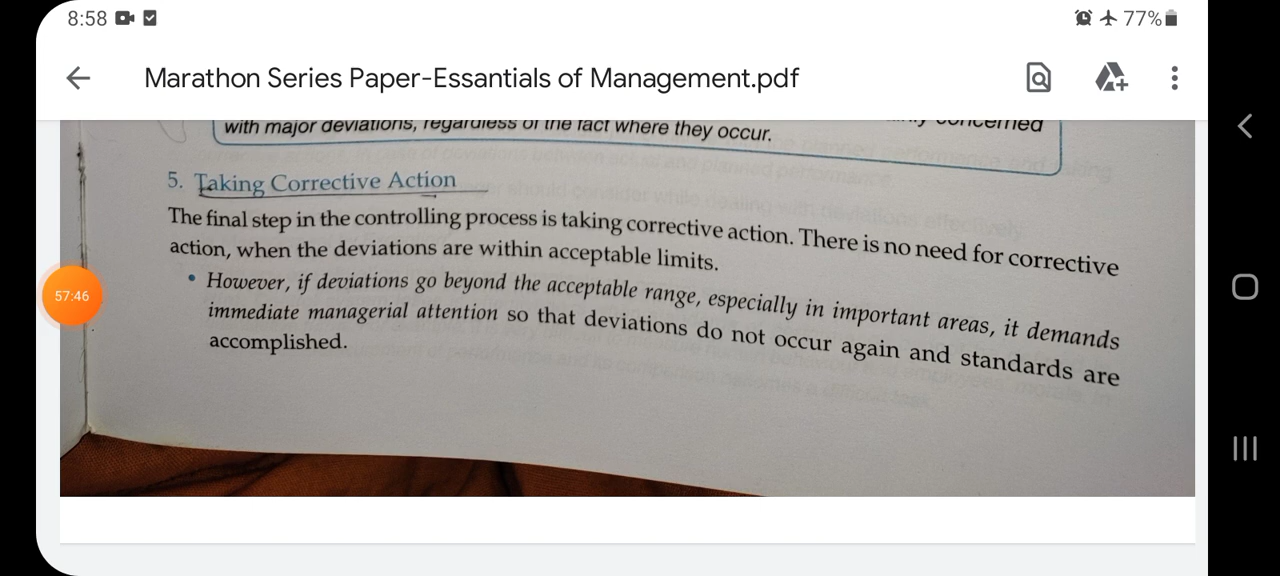 8:58
77%
Marathon Series Paper-Essantials of Management.pdf
with major deviations, regardless of the fact where they occur.
concerned
5. Taking Corrective Action
The final step in the controlling process is taking corrective action. There is no need for corrective
action, when the deviations are within acceptable limits.
• However, if deviations go beyond the acceptable range, especially in important areas, it demands
immediate managerial attention so that deviations do not occur again and standards are
accomplished.
57:46